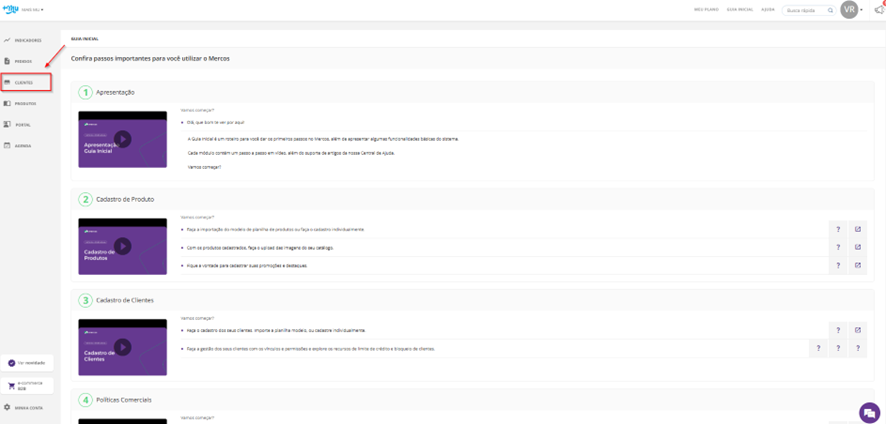 MEU PLANO GUIA INICIAL AJUDA Busca rápida VR
INDICADORES
PEDIDOS
CLIENTES
PRODUTOS
PORTAL
AGENDA
Ver novidades
e-commerce
B2B
MINHA CONTA
GUIA INICIAL
Confira passos importantes para você utilizar o Mercos
1 Apresentação
Apresentação
Guia Inicial
Vamos começar?
Olá, que bom te ver por aqui!
A Guia Inicial é um roteiro para você dar os primeiros passos no Mercos, além de apresentar algumas funcionalidades básicas do sistema.
Cada módulo contém um passo a passo em vídeo, além do suporte de artigos da nossa Central de Ajuda.
Vamos começar?
2 Cadastro de Produto
Cadastro de
Produtos
Vamos começar?
Faça a importação do modelo de planilha de produtos ou faça o cadastro individualmente. ?
Com os produtos cadastrados, faça o upload das imagens do seu catálogo. ?
Fique a vontade para cadastrar suas promoções e destaques. ?
3 Cadastro de Clientes
Cadastro de
Clientes
Vamos começar?
Faça o cadastro dos seus clientes. Importe a planilha modelo, ou cadastre individualmente. ?
Faça a gestão dos seus clientes com os vínculos e permissões e explore os recursos de limite de crédito e bloqueio de clientes. ? ? ?
4 Políticas Comerciais
Vamos começar?